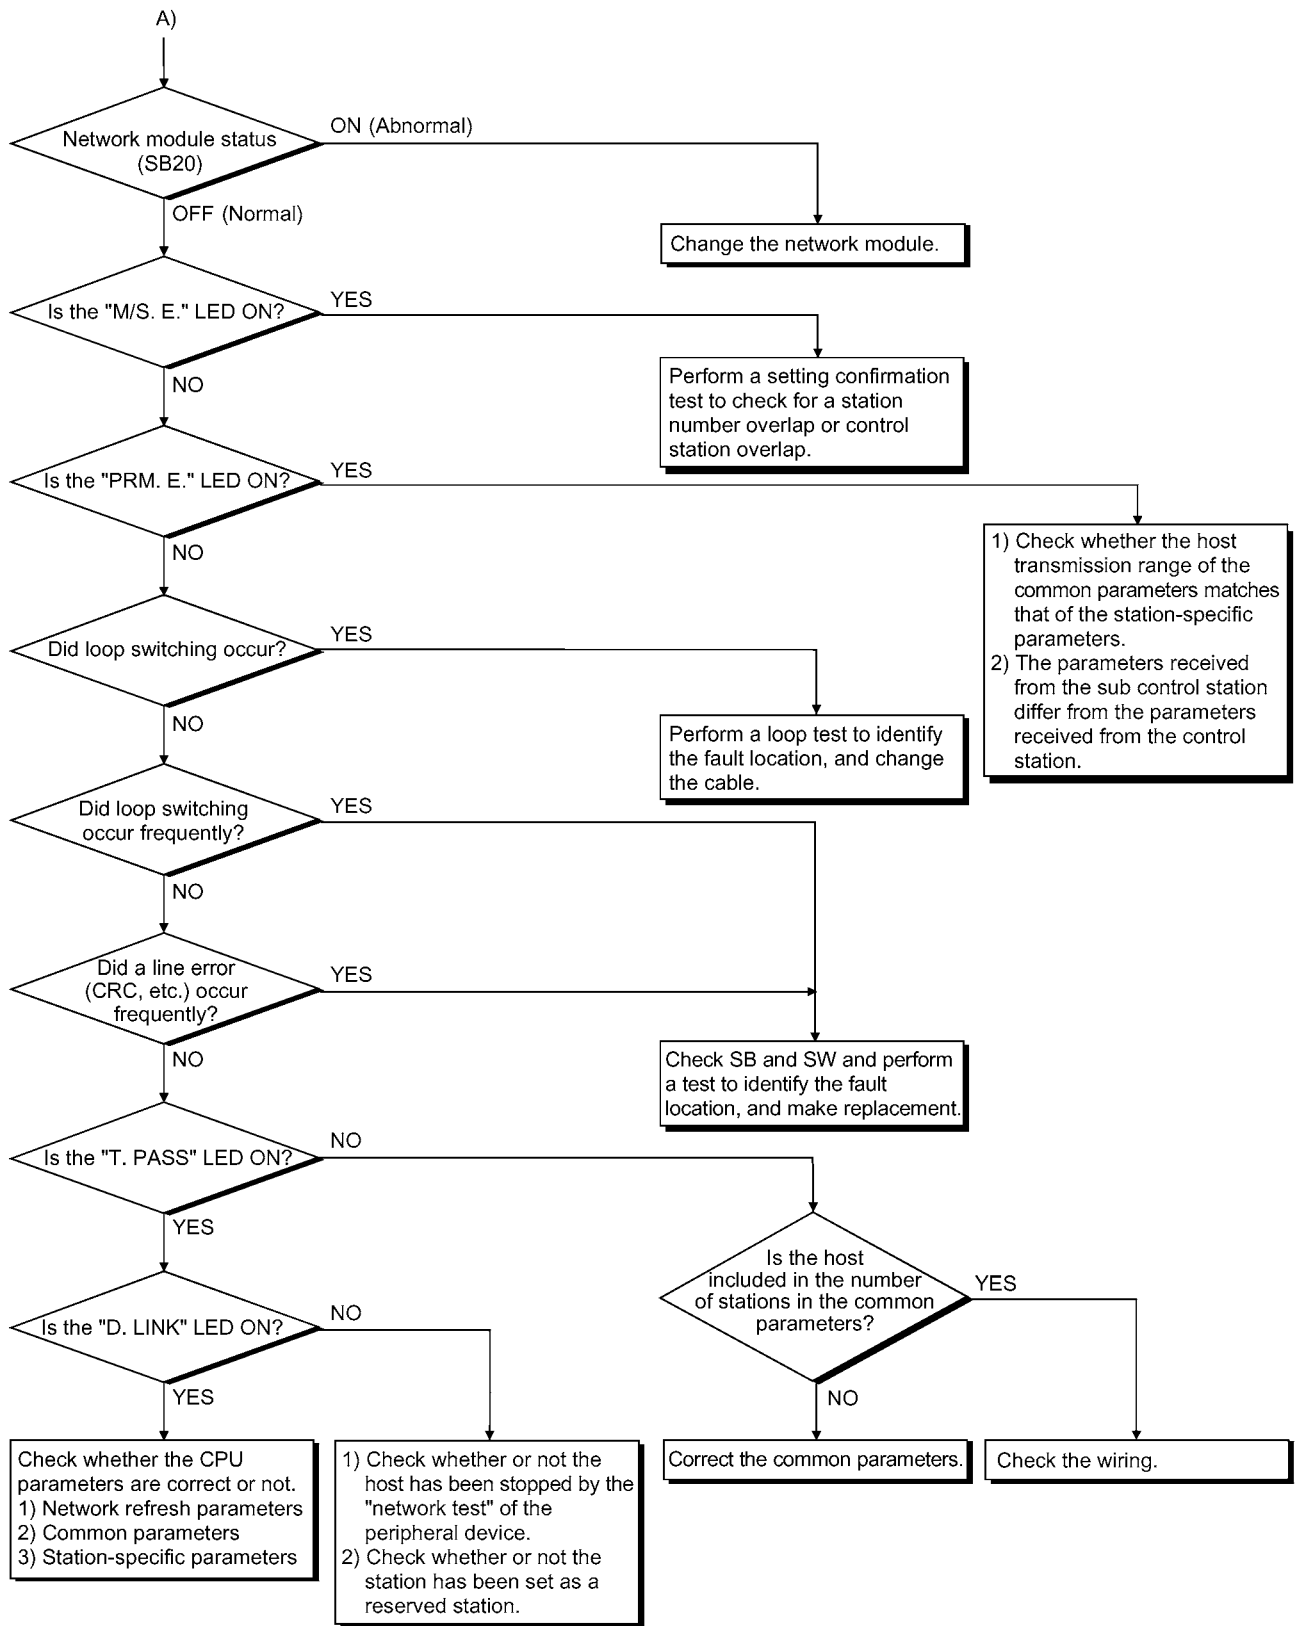 A)
Network module status
(SB20)
ON (Abnormal)
OFF (Normal)
Change the network module.
Is the "M/S. E." LED ON?
YES
NO
Perform a setting confirmation
test to check for a station
number overlap or control
station overlap.
Is the "PRM. E." LED ON?
YES
NO
1) Check whether the host
transmission range of the
common parameters matches
that of the station-specific
parameters.
2) The parameters received
from the sub control station
differ from the parameters
received from the control
station.
Did loop switching occur?
YES
NO
Perform a loop test to identify
the fault location, and change
the cable.
Did loop switching
occur frequently?
YES
NO
Did a line error
(CRC, etc.) occur
frequently?
YES
NO
Check SB and SW and perform
a test to identify the fault
location, and make replacement.
Is the "T. PASS" LED ON?
NO
YES
Is the host
included in the number
of stations in the common
parameters?
YES
NO
Is the "D. LINK" LED ON?
NO
YES
Check whether the CPU
parameters are correct or not.
1) Network refresh parameters
2) Common parameters
3) Station-specific parameters
1) Check whether or not the
host has been stopped by the
"network test" of the
peripheral device.
2) Check whether or not the
station has been set as a
reserved station.
Correct the common parameters.
Check the wiring.